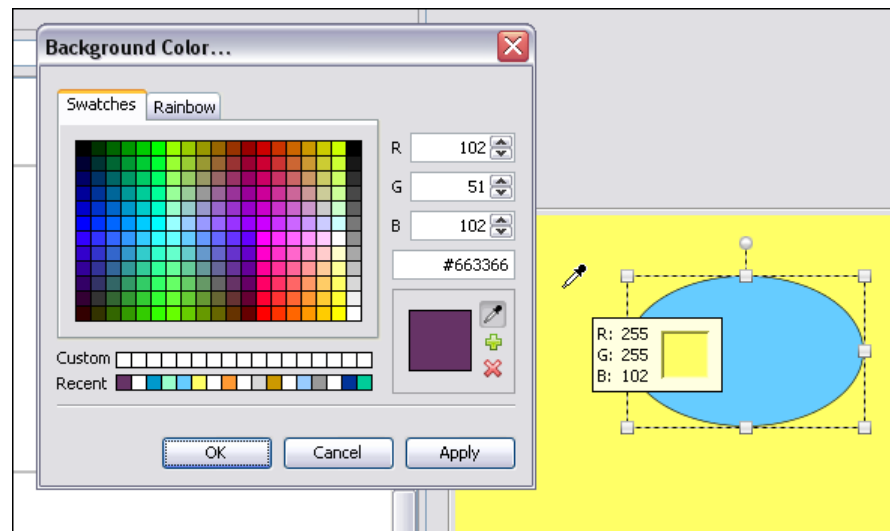 Background Color...
Swatches
Rainbow
R 102
G 51
B 102
#663366
Custom
Recent
OK
Cancel
Apply
R: 255
G: 255
B: 102